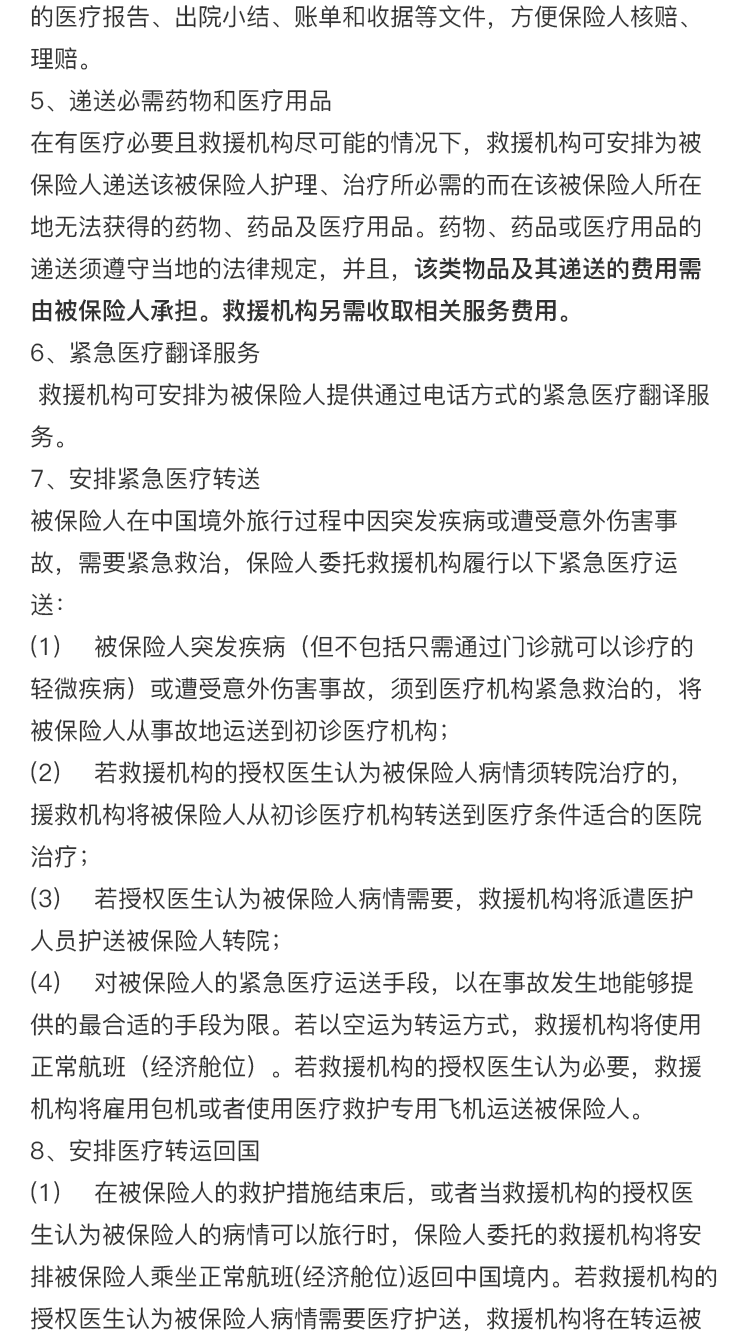 的医疗报告、出院小结、账单和收据等文件，方便保险人核赔、
理赔。
5、递送必需药物和医疗用品
在有医疗必要且救援机构尽可能的情况下，救援机构可安排为被
保险人递送该被保险人护理、治疗所必需的而在该被保险人所在
地无法获得的药物、药品及医疗用品。药物、药品或医疗用品的
递送须遵守当地的法律规定，并且，该类物品及其递送的费用需
由被保险人承担。救援机构另需收取相关服务费用。
6、紧急医疗翻译服务
救援机构可安排为被保险人提供通过电话方式的紧急医疗翻译服
务。
7、安排紧急医疗转送
被保险人在中国境外旅行过程中因突发疾病或遭受意外伤害事
故，需要紧急救治，保险人委托救援机构履行以下紧急医疗运
送：
(1) 被保险人突发疾病（但不包括只需通过门诊就可以诊疗的
轻微疾病）或遭受意外伤害事故，须到医疗机构紧急救治的，将
被保险人从事故地运送到初诊医疗机构；
(2) 若救援机构的授权医生认为被保险人病情须转院治疗的，
援救机构将被保险人从初诊医疗机构转送到医疗条件适合的医院
治疗；
(3) 若授权医生认为被保险人病情需要，救援机构将派遣医护
人员护送被保险人转院；
(4) 对被保险人的紧急医疗运送手段，以在事故发生地能够提
供的最合适的手段为限。若以空运为转运方式，救援机构将使用
正常航班（经济舱位）。若救援机构的授权医生认为必要，救援
机构将雇用包机或者使用医疗救护专用飞机运送被保险人。
8、安排医疗转运回国
(1) 在被保险人的救护措施结束后，或者当救援机构的授权医
生认为被保险人的病情可以旅行时，保险人委托的救援机构将安
排被保险人乘坐正常航班(经济舱位)返回中国境内。若救援机构的
授权医生认为被保险人病情需要医疗护送，救援机构将在转运被